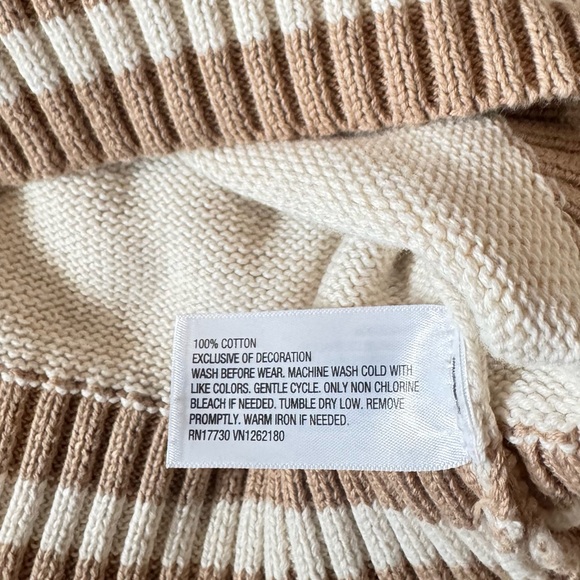 100% COTTON
EXCLUSIVE OF DECORATION
WASH BEFORE WEAR. MACHINE WASH COLD WITH
LIKE COLORS. GENTLE CYCLE. ONLY NON CHLORINE
BLEACH IF NEEDED. TUMBLE DRY LOW. REMOVE
PROMPTLY. WARM IRON IF NEEDED.
RN17730 VN1262180